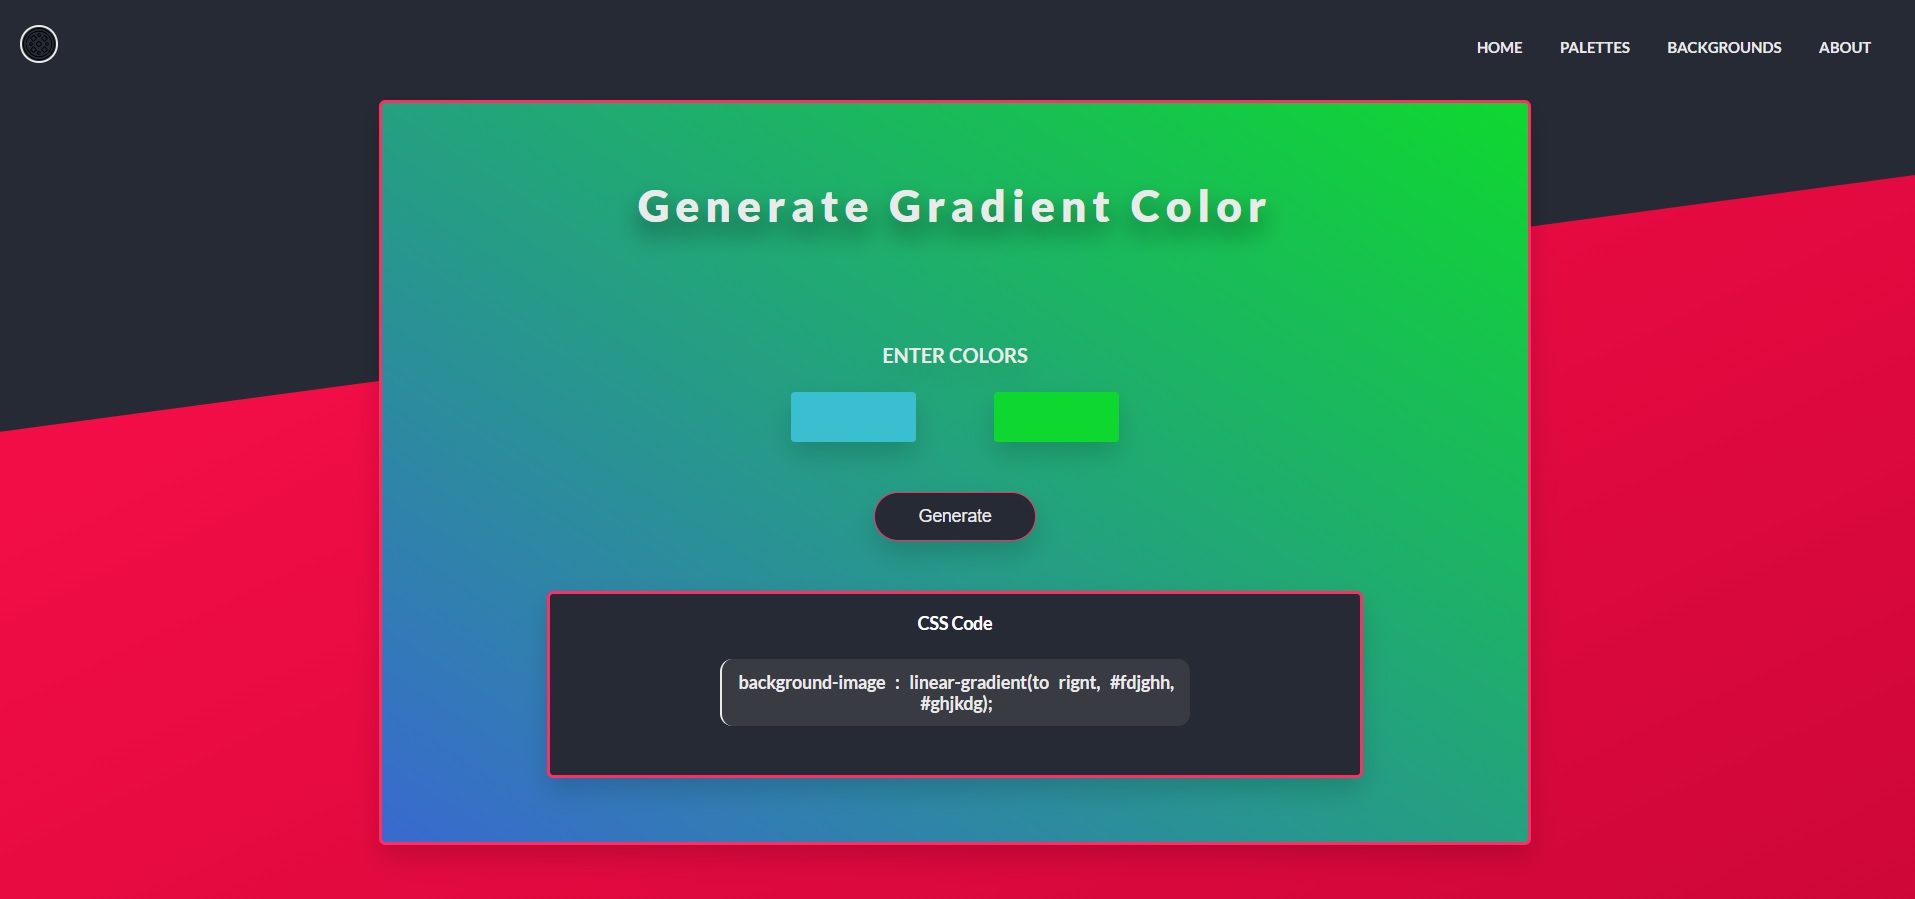 HOME PALETTES BACKGROUNDS ABOUT
Generate Gradient Color
ENTER COLORS
Generate
CSS Code
background-image : linear-gradient(to rignt, #fdjghh,
#ghjkdg);